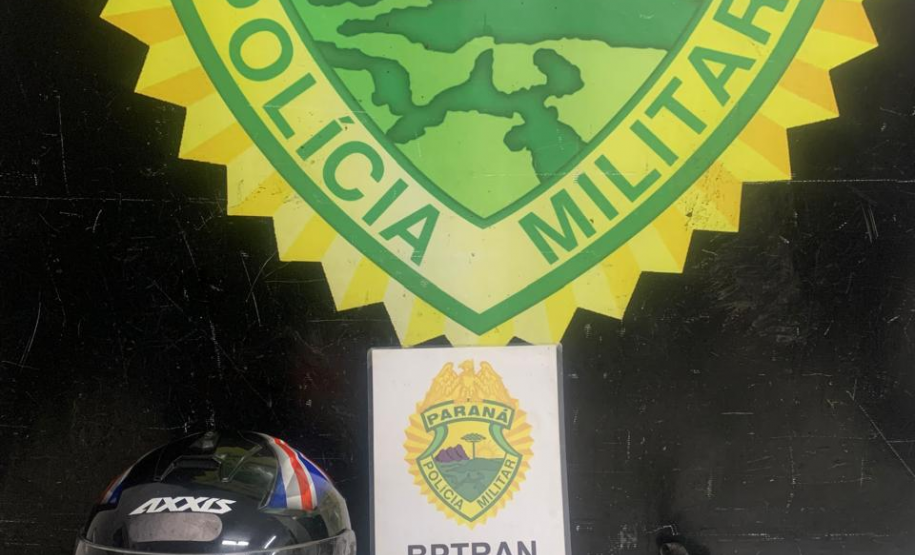 POLÍCIA MILITAR
PARANÁ
POLÍCIA MILITAR
AXXIS
BPTRAN